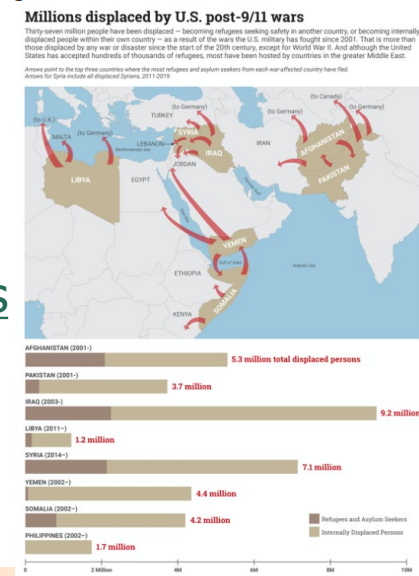 Millions displaced by U.S. post-9/11 wars
Thirty-seven million people have been displaced — becoming refugees seeking safety in another country, or becoming internally
displaced people within their own country — as a result of the wars the U.S. military has fought since 2001. That is more than
those displaced by any war or disaster since the start of the 20th century, except for World War II. And although the United
States has accepted hundreds of thousands of refugees, most have been hosted by countries in the greater Middle East.
Arrows point to the top three countries where the most refugees and asylum seekers from each war-affected country have fled.
Arrows for Syria include all displaced Syrians, 2011-2019.
(to Canada)
(to Germany)
(to Germany)
(to Germany)
(to U.K.)
TURKEY
(to Germany)
MALTA
SYRIA
LEBANON
Mediterranean Sea
IRAQ
IRAN
AFGHANISTAN
JORDAN
PAKISTAN
LIBYA
EGYPT
Red Sea
YEMEN
Gulf of Aden
Arabian Sea
ETHIOPIA
SOMALIA
KENYA
S
AFGHANISTAN (2001-)
5.3 million total displaced persons
PAKISTAN (2001-)
3.7 million
IRAQ (2003-)
9.2 million
LIBYA (2011–)
1.2 million
SYRIA (2014–)
7.1 million
YEMEN (2002–)
4.4 million
SOMALIA (2002–)
4.2 million
Refugees and Asylum Seekers
Internally Displaced Persons
PHILIPPINES (2002–)
1.7 million
0 2 Million 4M 6M 8M 10M